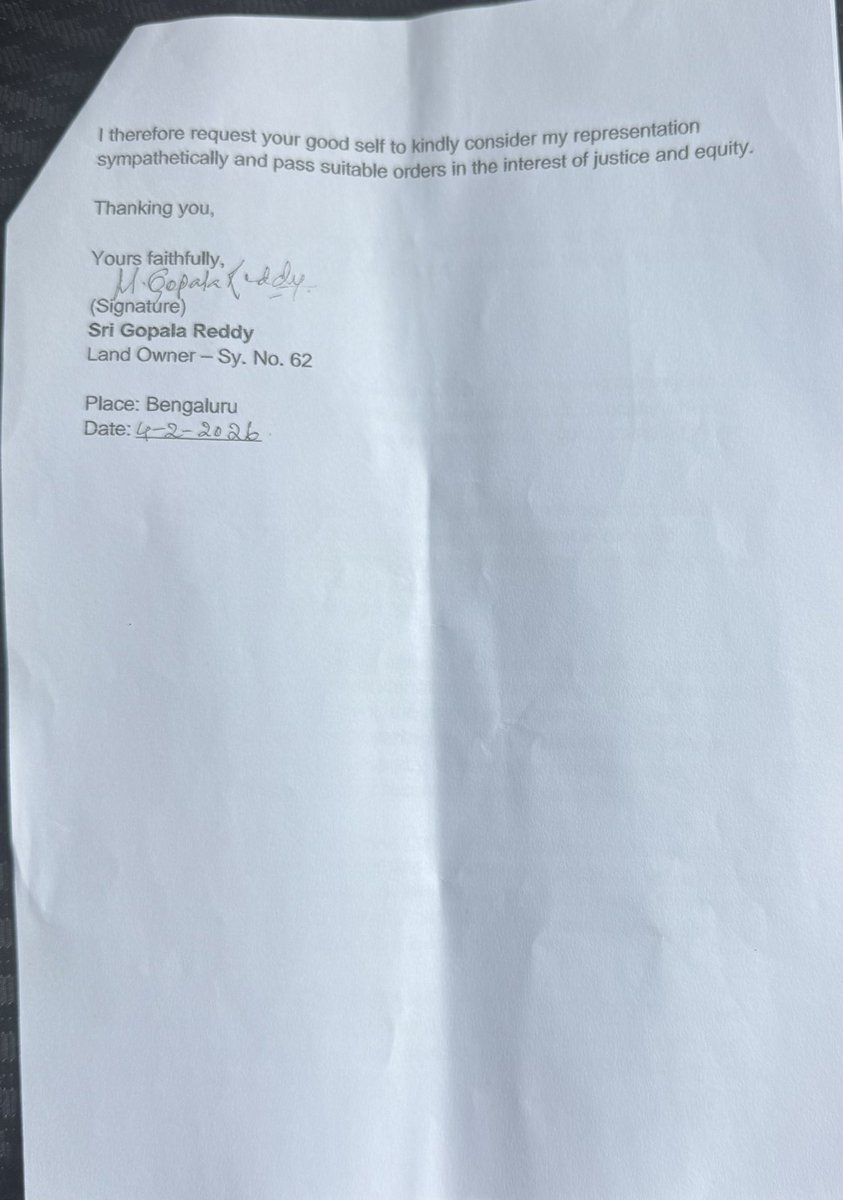 I therefore request your good self to kindly consider my representation
sympathetically and pass suitable orders in the interest of justice and equity.
Thanking you,
Yours faithfully,
M. Gopala Reddy.
(Signature)
Sri Gopala Reddy
Land Owner – Sy. No. 62
Place: Bengaluru
Date: 4-2-2026.